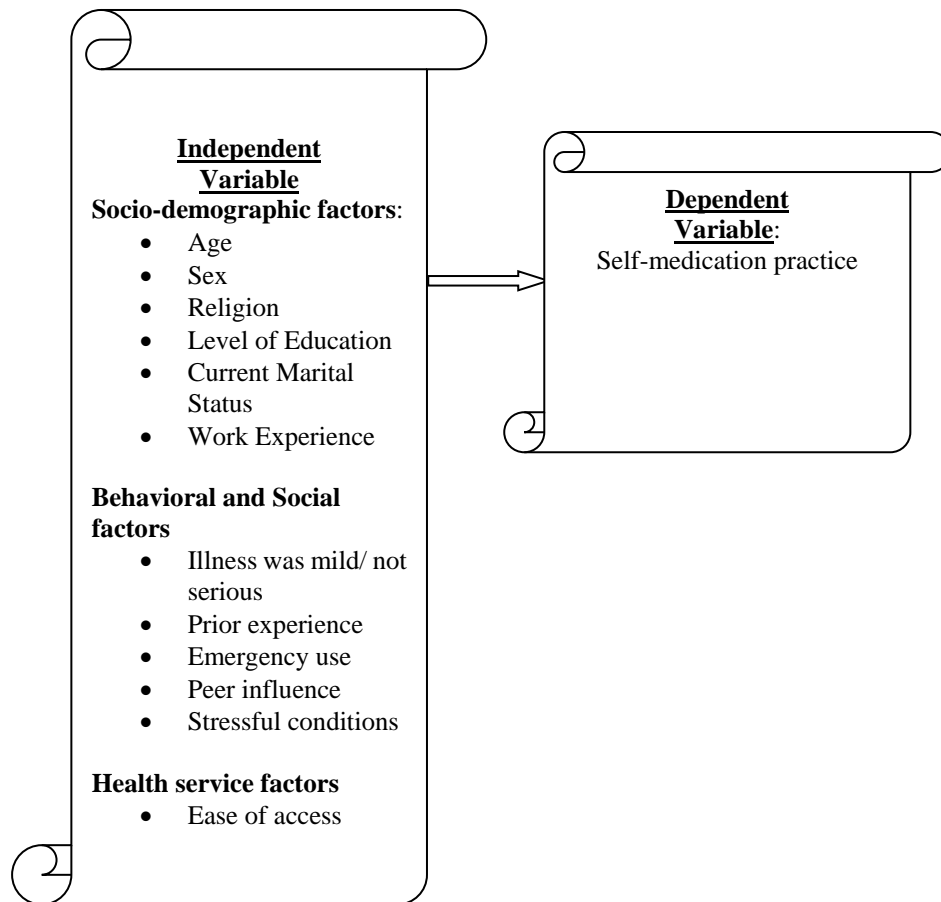 Independent
Variable
Socio-demographic factors:
• Age
• Sex
• Religion
• Level of Education
• Current Marital
Status
• Work Experience
Behavioral and Social
factors
• Illness was mild/ not
serious
• Prior experience
• Emergency use
• Peer influence
• Stressful conditions
Health service factors
• Ease of access
Dependent
Variable:
Self-medication practice